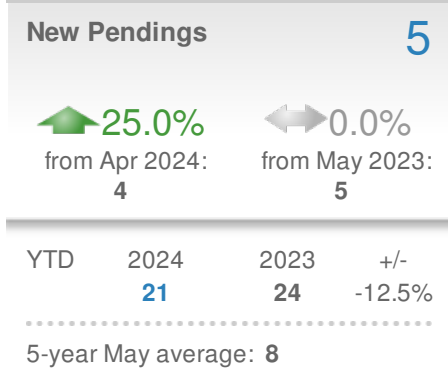 New Pendings 5
25.0% 0.0%
from Apr 2024: from May 2023:
4 5
YTD 2024 2023 +/-
21 24 -12.5%
5-year May average: 8